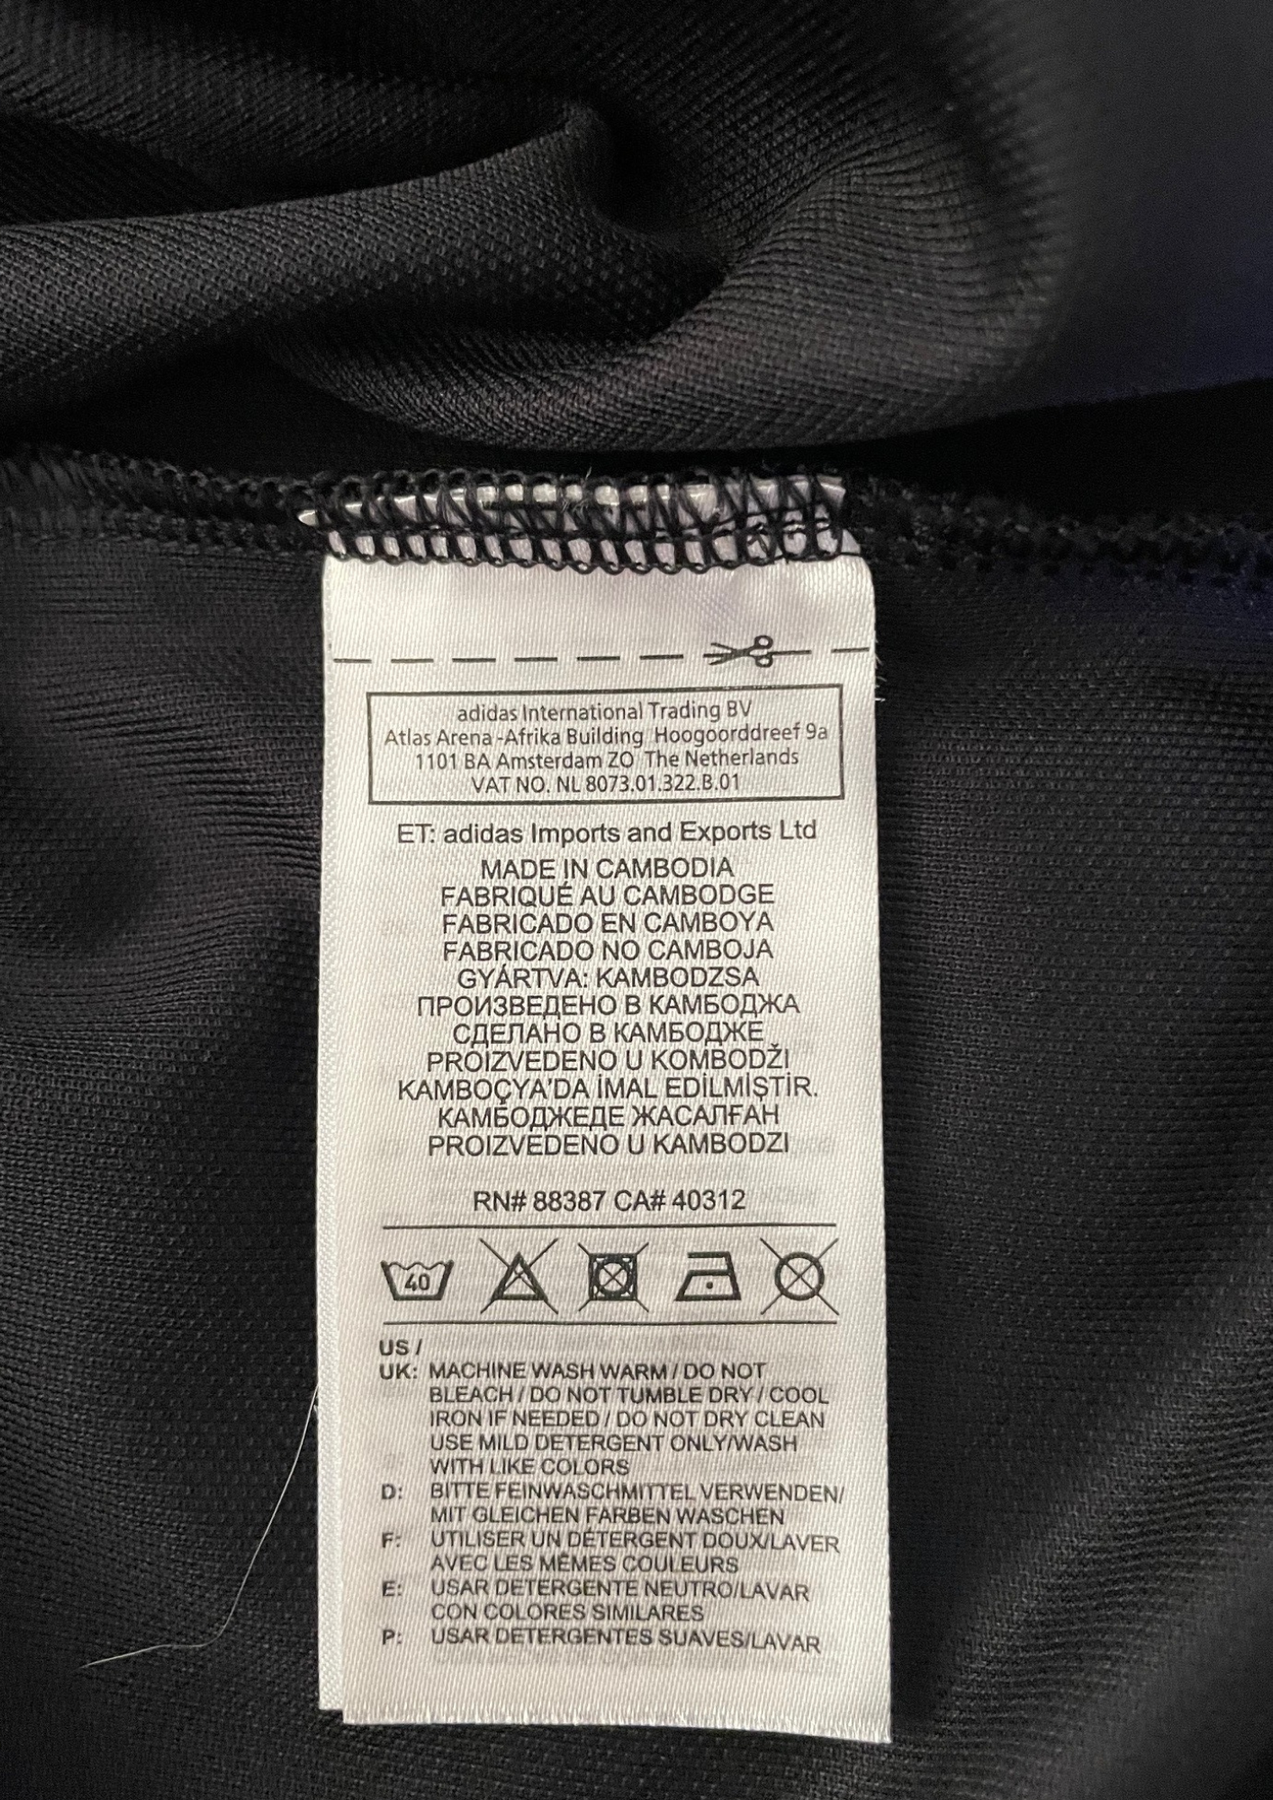 adidas International Trading BV
Atlas Arena-Afrika Building Hoogoorddreef 9a
1101 BA Amsterdam ZO The Netherlands
VAT NO. NL 8073.01.322.B.01
ET: adidas Imports and Exports Ltd
MADE IN CAMBODIA
FABRIQUÉ AU CAMBODGE
FABRICADO EN CAMBOYA
FABRICADO NO CAMBOJA
GYÁRTVA: KAMBODZSA
ПРОИЗВЕДЕНО В КАМБОДЖА
СДЕЛАНО В КАМБОДЖЕ
PROIZVEDENO U KOMBODŽI
KAMBOÇYA'DA İMAL EDİLMİŞTİR.
КАМБОДЖЕДЕ ЖАСАЛҒАН
PROIZVEDENO U KAMBODZI
RN# 88387 CA# 40312
40
US /
UK: MACHINE WASH WARM / DO NOT
BLEACH / DO NOT TUMBLE DRY / COOL
IRON IF NEEDED / DO NOT DRY CLEAN
USE MILD DETERGENT ONLY/WASH
WITH LIKE COLORS
D: BITTE FEINWASCHMITTEL VERWENDEN/
MIT GLEICHEN FARBEN WASCHEN
F: UTILISER UN DÉTERGENT DOUX/LAVER
AVEC LES MÊMES COULEURS
E: USAR DETERGENTE NEUTRO/LAVAR
CON COLORES SIMILARES
P: USAR DETERGENTES SUAVES/LAVAR